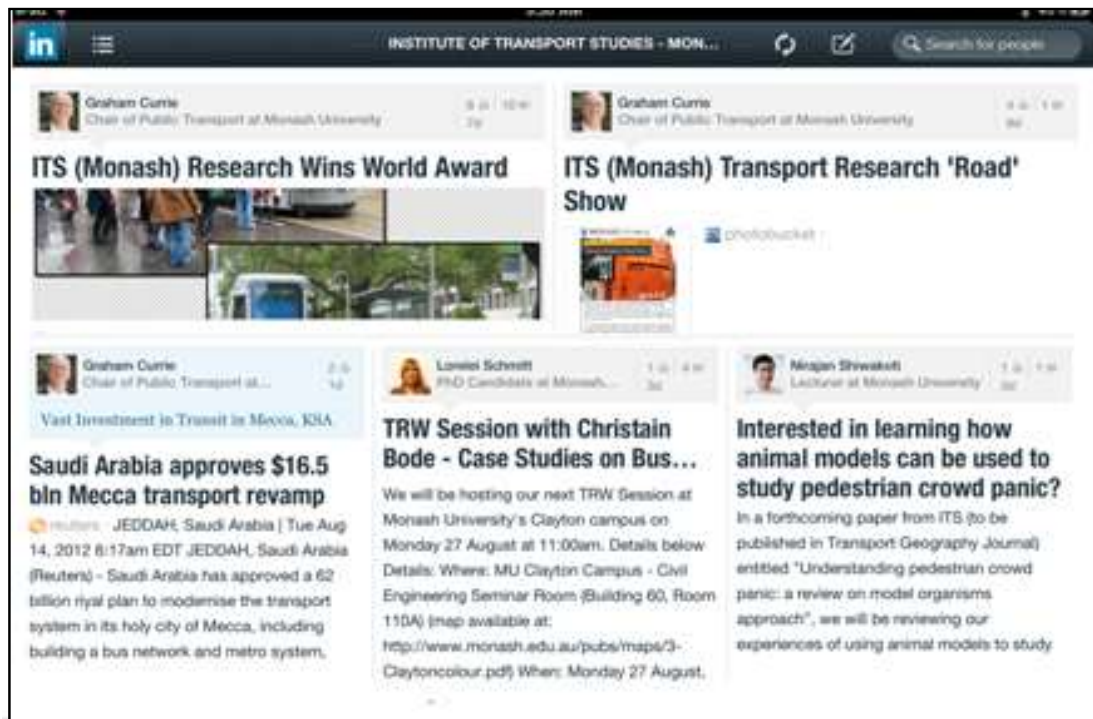 in
INSTITUTE OF TRANSPORT STUDIES - MON...
Search for people
Graham Currie
Chair of Public Transport at Monash University
ITS (Monash) Research Wins World Award
Graham Currie
Chair of Public Transport at Monash University
ITS (Monash) Transport Research 'Road'
Show
photobucket
Graham Currie
Chair of Public Transport at...
Vast Investment in Transit in Mecca, KSA
Saudi Arabia approves $16.5
bln Mecca transport revamp
reuters · JEDDAH, Saudi Arabia | Tue Aug
14, 2012 8:17am EDT JEDDAH, Saudi Arabia
(Reuters) - Saudi Arabia has approved a 62
billion riyal plan to modernise the transport
system in its holy city of Mecca, including
building a bus network and metro system,
Schmitt
PhD Candidate at Monash...
TRW Session with Christain
Bode - Case Studies on Bus...
We will be hosting our next TRW Session at
Monash University's Clayton campus on
Monday 27 August at 11:00am. Details below
Details: Where: MU Clayton Campus - Civil
Engineering Seminar Room (Building 60, Room
110A) (map available at:
http://www.monash.edu.au/pubs/maps/3-
Claytoncolour.pdf) When: Monday 27 August,
Nirajan Shiwakoti
Lecturer at Monash University
Interested in learning how
animal models can be used to
study pedestrian crowd panic?
In a forthcoming paper from ITS (to be
published in Transport Geography Journal)
entitled "Understanding pedestrian crowd
panic: a review on model organisms
approach", we will be reviewing our
experiences of using animal models to study